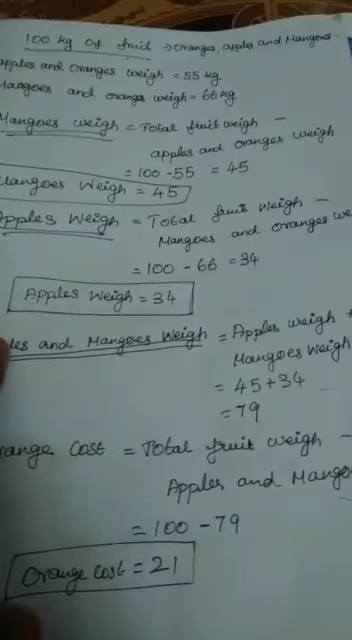 100 kg of fruit → Oranges, apples and Mangoes.
apples and Oranges weigh = 55 kg
Mangoes and oranges weigh = 66 kg
Mangoes weigh = Total fruit weigh -
apples and oranges weigh
= 100 - 55 = 45
Mangoes Weigh = 45
Apples Weigh = Total fruit Weigh -
Mangoes and oranges we
= 100 - 66 = 34
Apples Weigh = 34
les and Mangoes Weigh = Apples weigh +
Mangoes Weigh
= 45 + 34
= 79
range Cost = Total fruit weigh -
Apples and Mango
= 100 - 79
Orange cost = 21